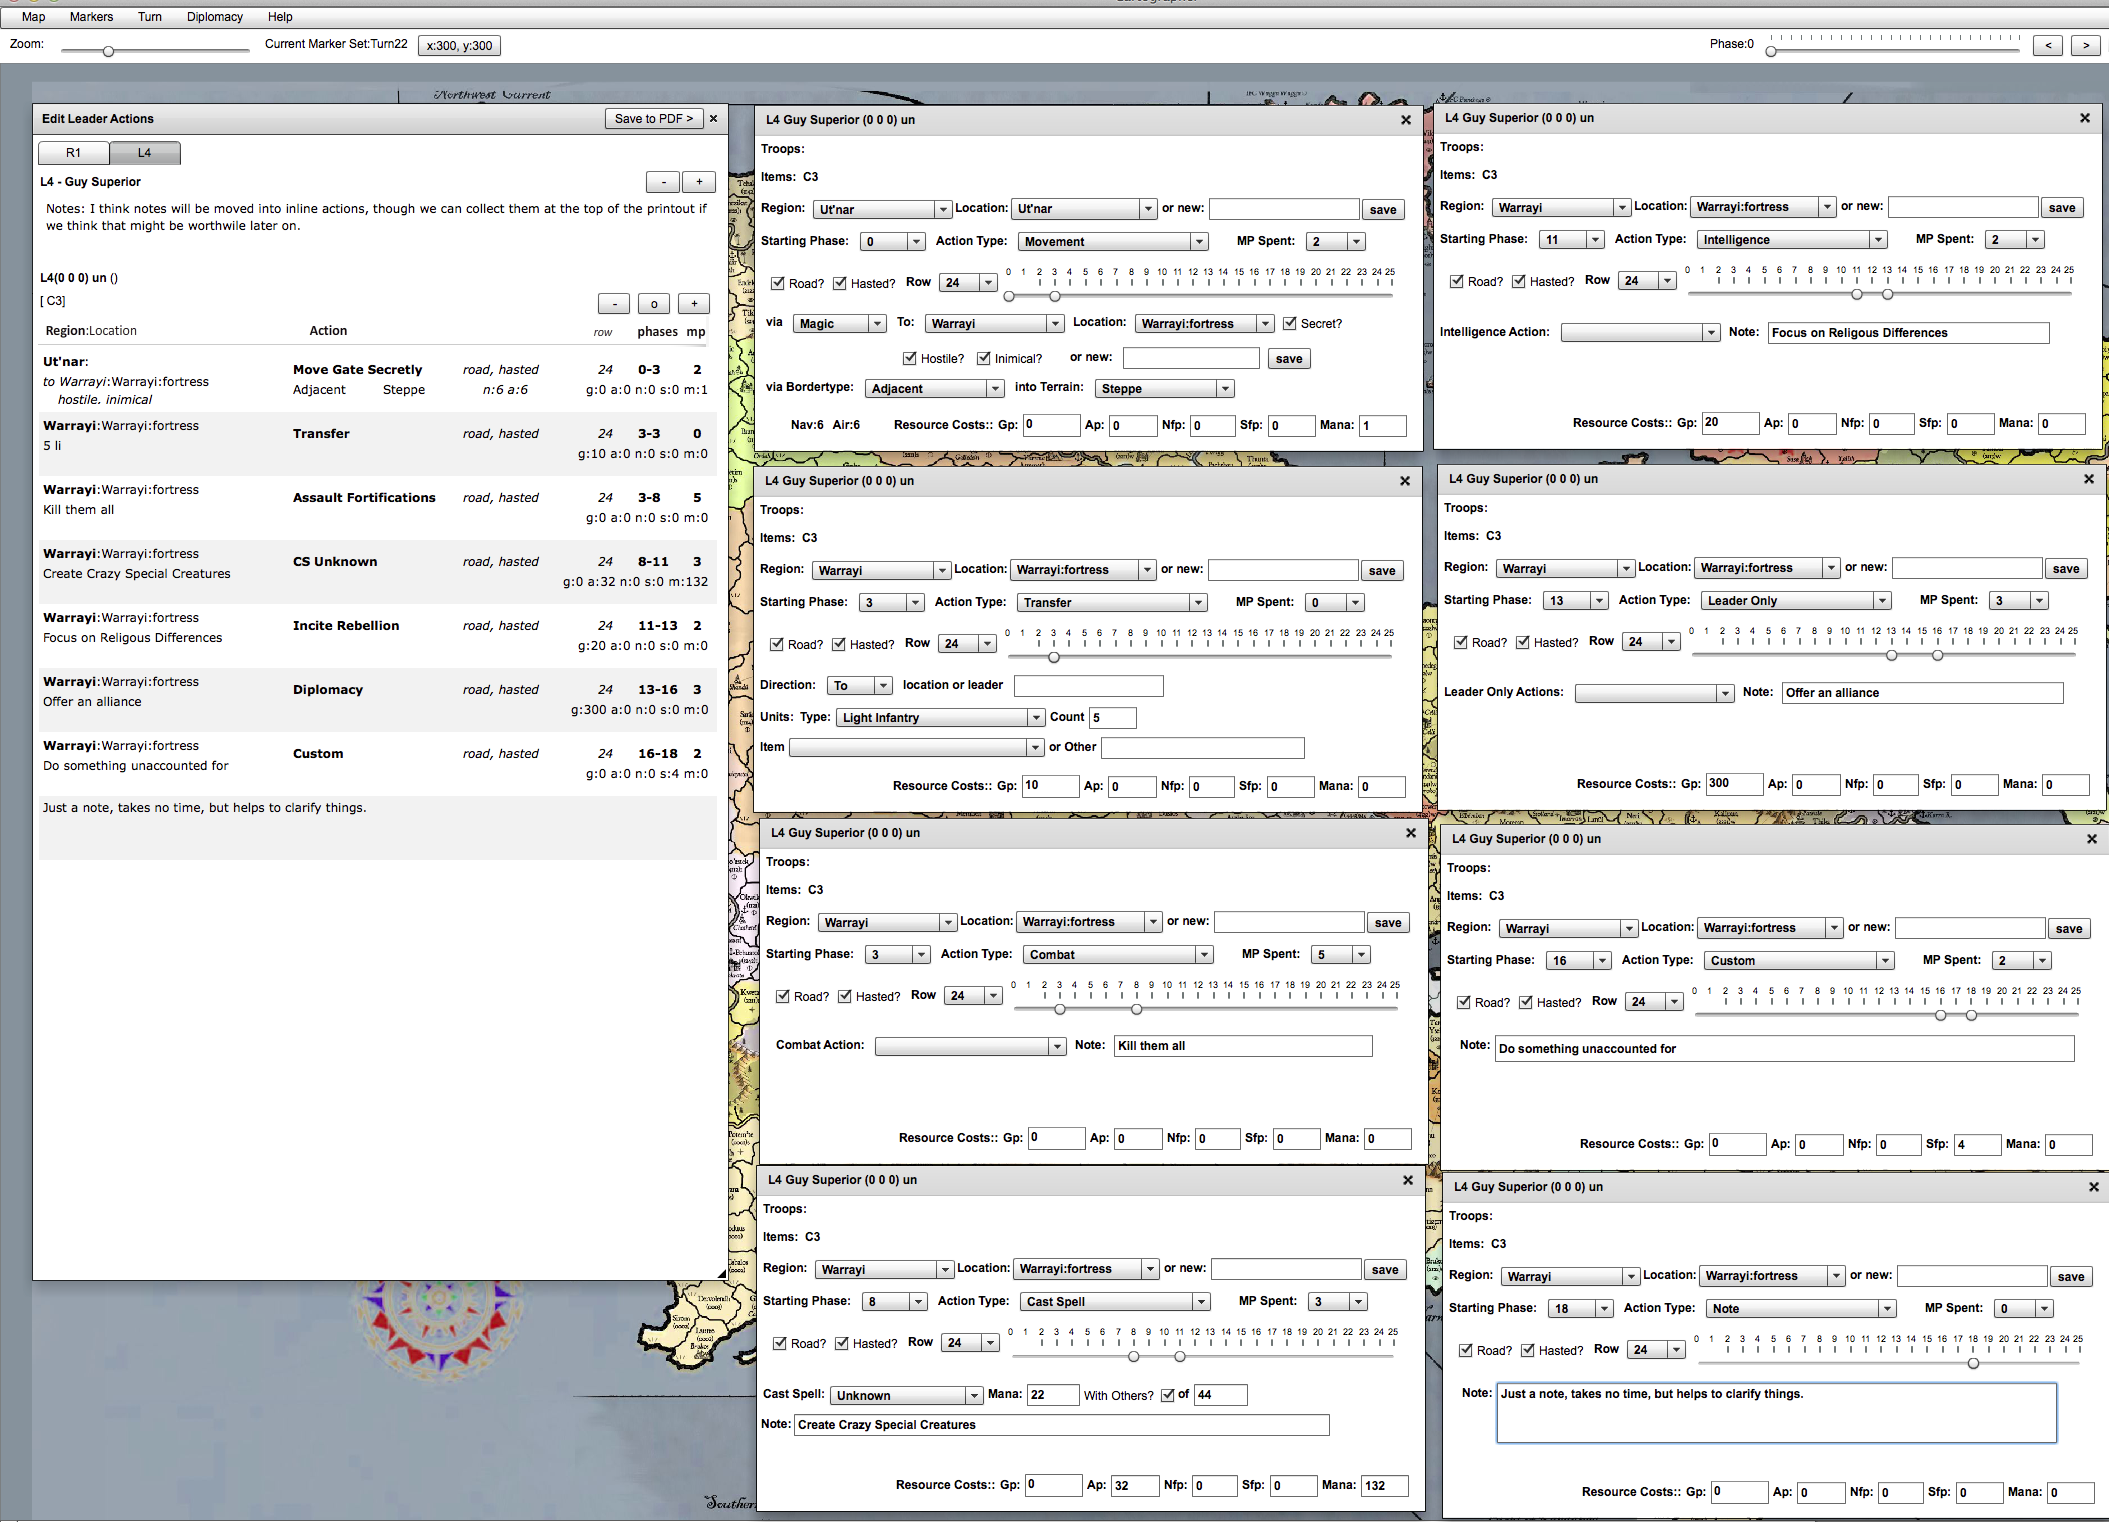 Map Markers Turn Diplomacy Help
Zoom: Current Marker Set:Turn22 x:300, y:300 Phase:0 < >
Northwest Current
Edit Leader Actions Save to PDF > ×
R1 L4
L4 - Guy Superior - +
Notes: I think notes will be moved into inline actions, though we can collect them at the top of the printout if
we think that might be worthwile later on.
L4(0 0 0) un ()
[ C3]
- o +
Region:Location Action row phases mp
Ut'nar:
to Warrayi:Warrayi:fortress
hostile, inimical
Move Gate Secretly road, hasted 24 0-3 2
Adjacent Steppe n:6 a:6 g:0 a:0 n:0 s:0 m:1
Warrayi:Warrayi:fortress
5 li
Transfer road, hasted 24 3-3 0
g:10 a:0 n:0 s:0 m:0
Warrayi:Warrayi:fortress
Kill them all
Assault Fortifications road, hasted 24 3-8 5
g:0 a:0 n:0 s:0 m:0
Warrayi:Warrayi:fortress
Create Crazy Special Creatures
CS Unknown road, hasted 24 8-11 3
g:0 a:32 n:0 s:0 m:132
Warrayi:Warrayi:fortress
Focus on Religous Differences
Incite Rebellion road, hasted 24 11-13 2
g:20 a:0 n:0 s:0 m:0
Warrayi:Warrayi:fortress
Offer an alliance
Diplomacy road, hasted 24 13-16 3
g:300 a:0 n:0 s:0 m:0
Warrayi:Warrayi:fortress
Do something unaccounted for
Custom road, hasted 24 16-18 2
g:0 a:0 n:0 s:4 m:0
Just a note, takes no time, but helps to clarify things.
L4 Guy Superior (0 0 0) un ×
Troops:
Items: C3
Region: Ut'nar Location: Ut'nar or new: save
Starting Phase: 0 Action Type: Movement MP Spent: 2
0 1 2 3 4 5 6 7 8 9 10 11 12 13 14 15 16 17 18 19 20 21 22 23 24 25
Road? Hasted? Row 24
via Magic To: Warrayi Location: Warrayi:fortress Secret?
Hostile? Inimical? or new: save
via Bordertype: Adjacent into Terrain: Steppe
Nav:6 Air:6 Resource Costs:: Gp: 0 Ap: 0 Nfp: 0 Sfp: 0 Mana: 1
L4 Guy Superior (0 0 0) un ×
Troops:
Items: C3
Region: Warrayi Location: Warrayi:fortress or new: save
Starting Phase: 3 Action Type: Transfer MP Spent: 0
0 1 2 3 4 5 6 7 8 9 10 11 12 13 14 15 16 17 18 19 20 21 22 23 24 25
Road? Hasted? Row 24
Direction: To location or leader
Units: Type: Light Infantry Count 5
Item or Other
Resource Costs:: Gp: 10 Ap: 0 Nfp: 0 Sfp: 0 Mana: 0
L4 Guy Superior (0 0 0) un ×
Troops:
Items: C3
Region: Warrayi Location: Warrayi:fortress or new: save
Starting Phase: 3 Action Type: Combat MP Spent: 5
0 1 2 3 4 5 6 7 8 9 10 11 12 13 14 15 16 17 18 19 20 21 22 23 24 25
Road? Hasted? Row 24
Combat Action: Note: Kill them all
Resource Costs:: Gp: 0 Ap: 0 Nfp: 0 Sfp: 0 Mana: 0
L4 Guy Superior (0 0 0) un ×
Troops:
Items: C3
Region: Warrayi Location: Warrayi:fortress or new: save
Starting Phase: 8 Action Type: Cast Spell MP Spent: 3
0 1 2 3 4 5 6 7 8 9 10 11 12 13 14 15 16 17 18 19 20 21 22 23 24 25
Road? Hasted? Row 24
Cast Spell: Unknown Mana: 22 With Others? of 44
Note: Create Crazy Special Creatures
Resource Costs:: Gp: 0 Ap: 32 Nfp: 0 Sfp: 0 Mana: 132
L4 Guy Superior (0 0 0) un ×
Troops:
Items: C3
Region: Warrayi Location: Warrayi:fortress or new: save
Starting Phase: 11 Action Type: Intelligence MP Spent: 2
0 1 2 3 4 5 6 7 8 9 10 11 12 13 14 15 16 17 18 19 20 21 22 23 24 25
Road? Hasted? Row 24
Intelligence Action: Note: Focus on Religous Differences
Resource Costs:: Gp: 20 Ap: 0 Nfp: 0 Sfp: 0 Mana: 0
L4 Guy Superior (0 0 0) un ×
Troops:
Items: C3
Region: Warrayi Location: Warrayi:fortress or new: save
Starting Phase: 13 Action Type: Leader Only MP Spent: 3
0 1 2 3 4 5 6 7 8 9 10 11 12 13 14 15 16 17 18 19 20 21 22 23 24 25
Road? Hasted? Row 24
Leader Only Actions: Note: Offer an alliance
Resource Costs:: Gp: 300 Ap: 0 Nfp: 0 Sfp: 0 Mana: 0
L4 Guy Superior (0 0 0) un ×
Troops:
Items: C3
Region: Warrayi Location: Warrayi:fortress or new: save
Starting Phase: 16 Action Type: Custom MP Spent: 2
0 1 2 3 4 5 6 7 8 9 10 11 12 13 14 15 16 17 18 19 20 21 22 23 24 25
Road? Hasted? Row 24
Note: Do something unaccounted for
Resource Costs:: Gp: 0 Ap: 0 Nfp: 0 Sfp: 4 Mana: 0
L4 Guy Superior (0 0 0) un ×
Troops:
Items: C3
Region: Warrayi Location: Warrayi:fortress or new: save
Starting Phase: 18 Action Type: Note MP Spent: 0
0 1 2 3 4 5 6 7 8 9 10 11 12 13 14 15 16 17 18 19 20 21 22 23 24 25
Road? Hasted? Row 24
Note: Just a note, takes no time, but helps to clarify things.
Resource Costs:: Gp: 0 Ap: 0 Nfp: 0 Sfp: 0 Mana: 0